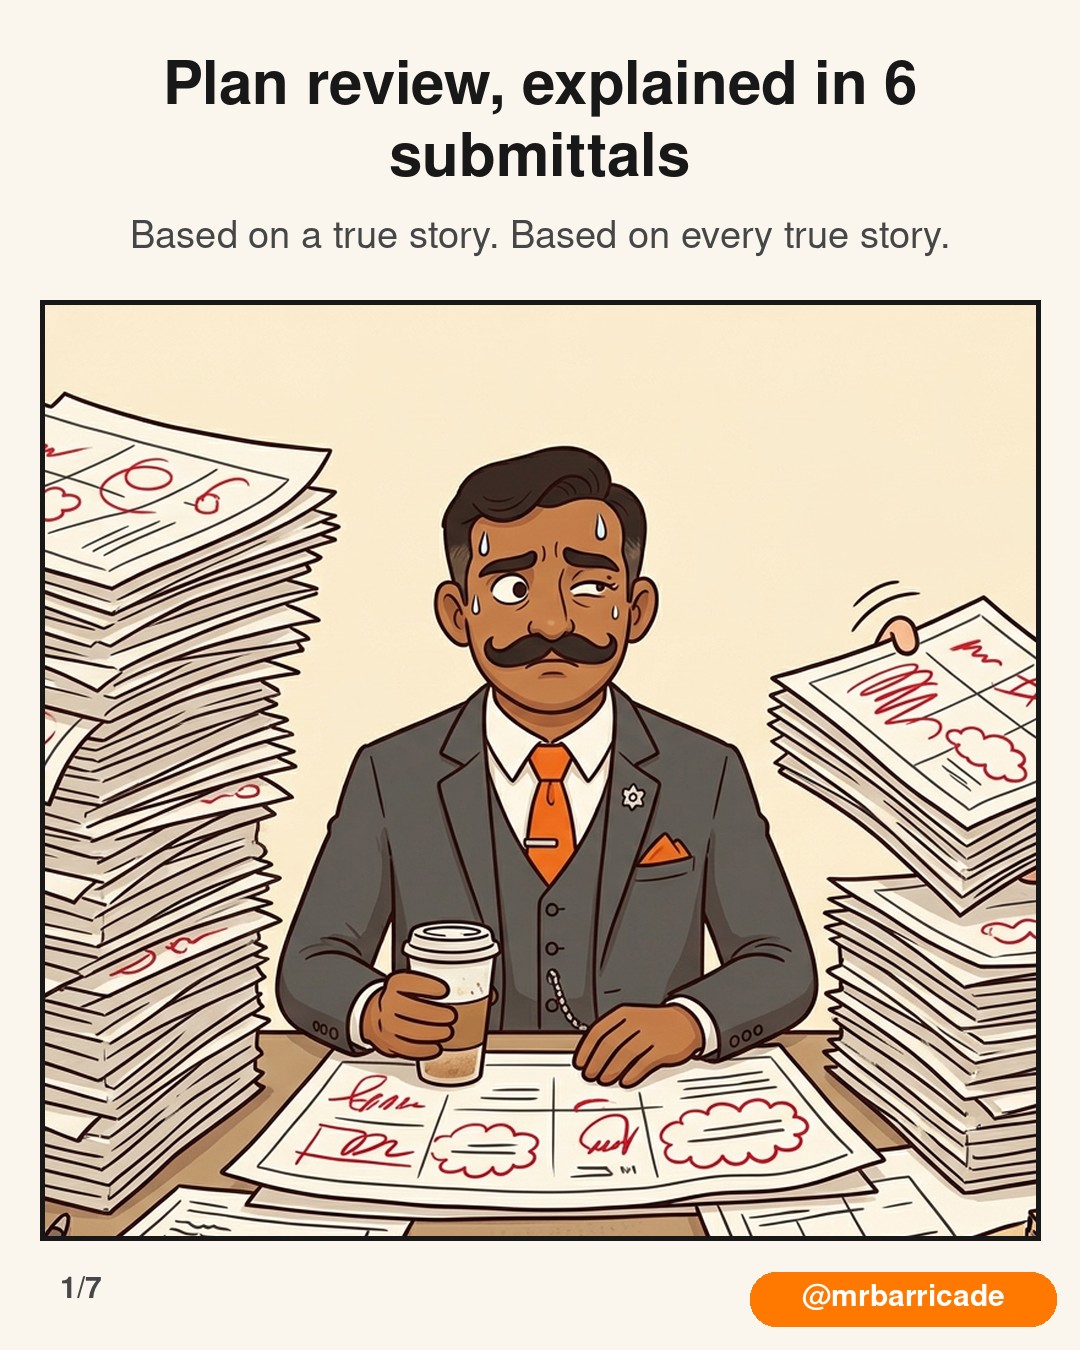 Plan review, explained in 6
submittals
Based on a true story. Based on every true story.
1/7
@mrbarricade